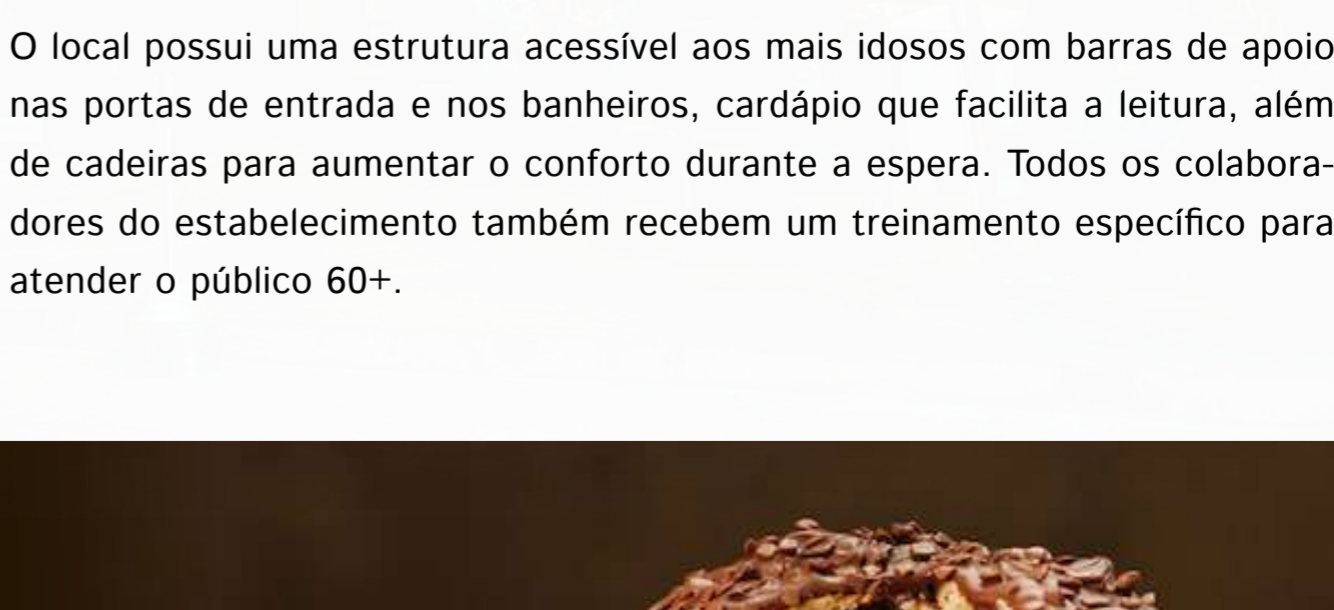 O local possui uma estrutura acessível aos mais idosos com barras de apoio
nas portas de entrada e nos banheiros, cardápio que facilita a leitura, além
de cadeiras para aumentar o conforto durante a espera. Todos os colabora-
dores do estabelecimento também recebem um treinamento específico para
atender o público 60+.